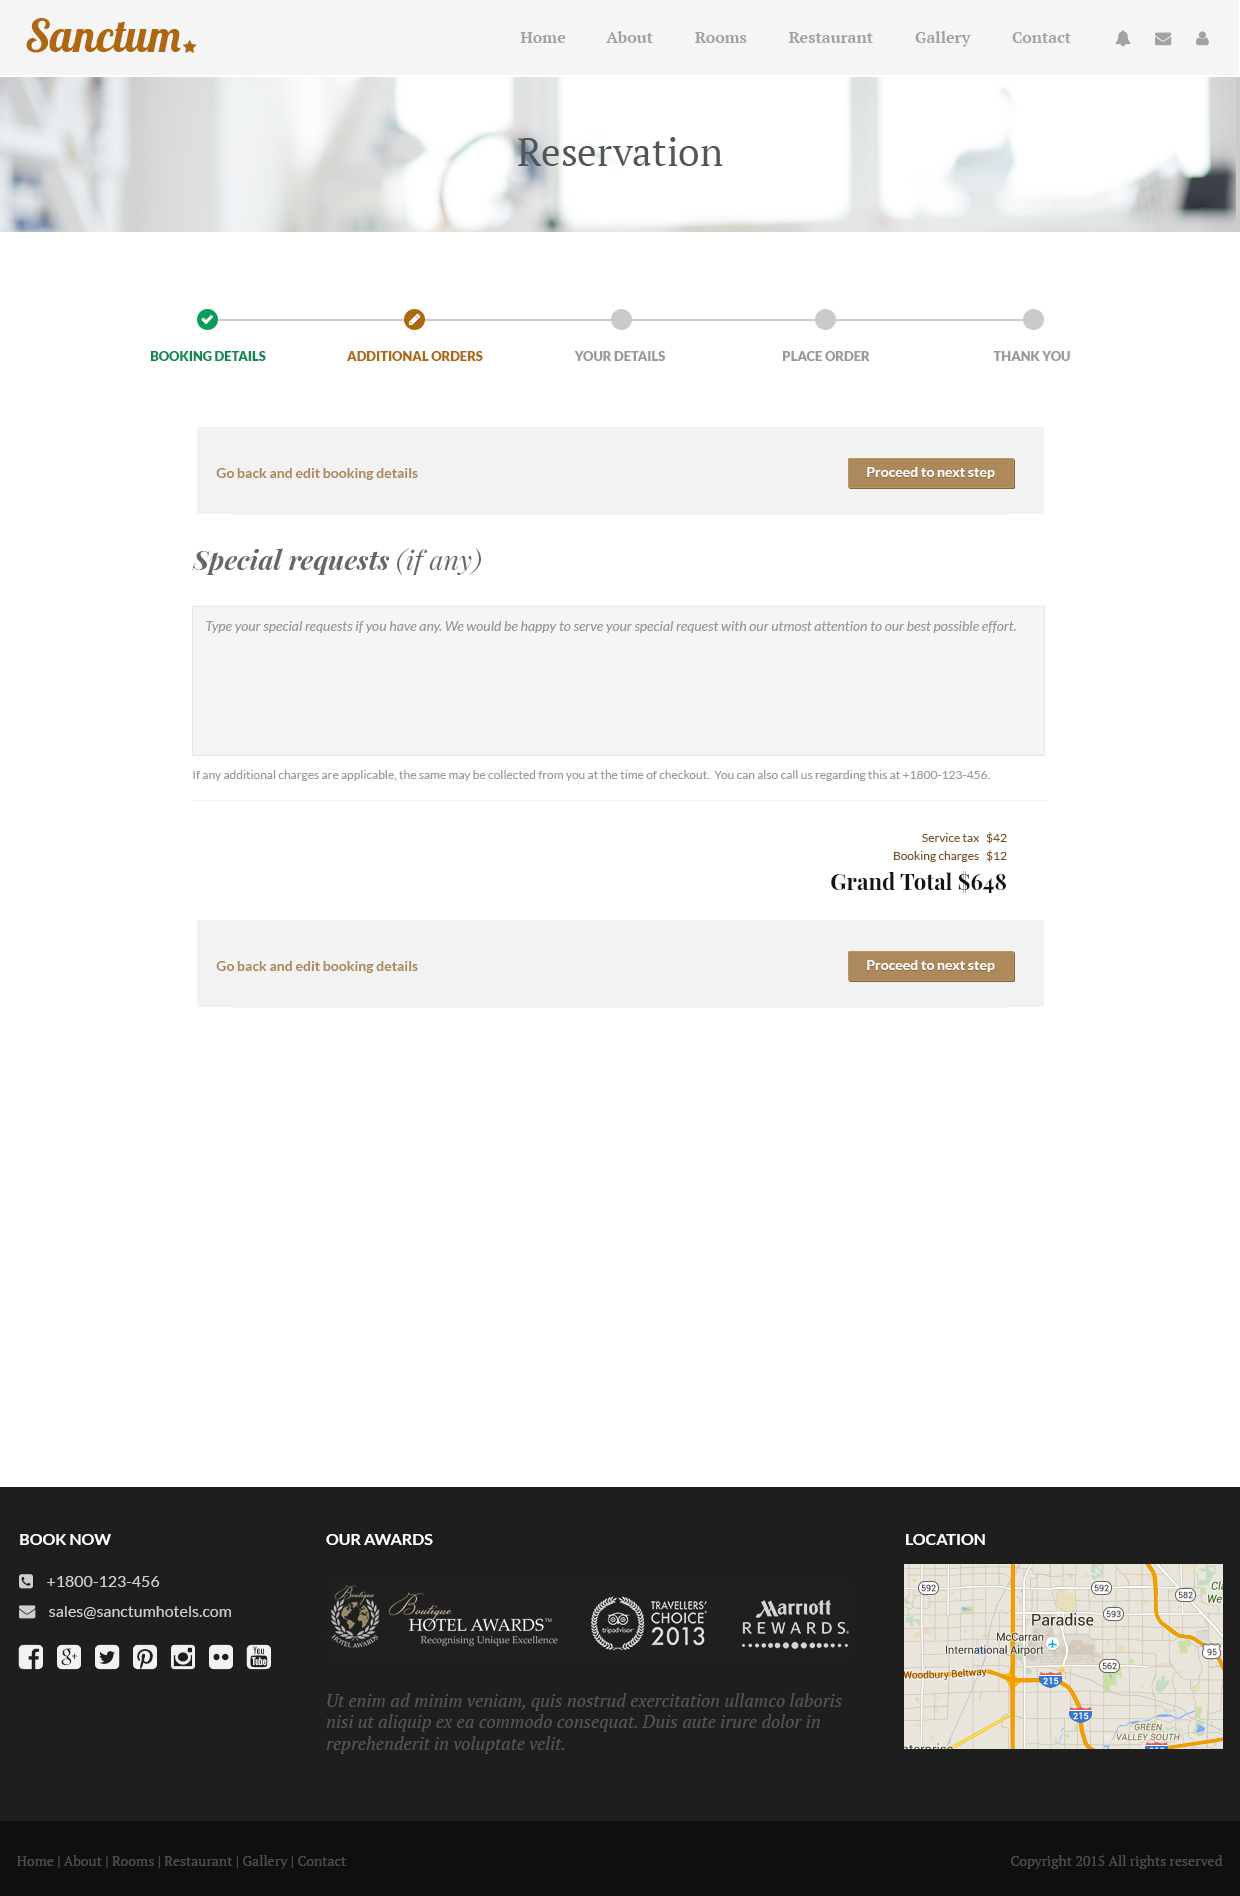 Sanctum
Home About Rooms Restaurant Gallery Contact
Reservation
BOOKING DETAILS ADDITIONAL ORDERS YOUR DETAILS PLACE ORDER THANK YOU
Go back and edit booking details Proceed to next step
Special requests (if any)
Type your special requests if you have any. We would be happy to serve your special request with our utmost attention to our best possible effort.
If any additional charges are applicable, the same may be collected from you at the time of checkout. You can also call us regarding this at +1800-123-456.
Service tax $42
Booking charges $12
Grand Total $648
Go back and edit booking details Proceed to next step
BOOK NOW
+1800-123-456
sales@sanctumhotels.com
You
Tube
OUR AWARDS
Boutique
HOTEL AWARDS
Boutique
HOTEL AWARDS™
Recognising Unique Excellence
tripadvisor
TRAVELLERS'
CHOICE
2013
Marriott
REWARDS.
Ut enim ad minim veniam, quis nostrud exercitation ullamco laboris
nisi ut aliquip ex ea commodo consequat. Duis aute irure dolor in
reprehenderit in voluptate velit.
LOCATION
592
592
582
593
Paradise
McCarran
International Airport
95
562
Woodbury Beltway
215
215
GREEN
VALLEY SOUTH
Home | About | Rooms | Restaurant | Gallery | Contact
Copyright 2015 All rights reserved